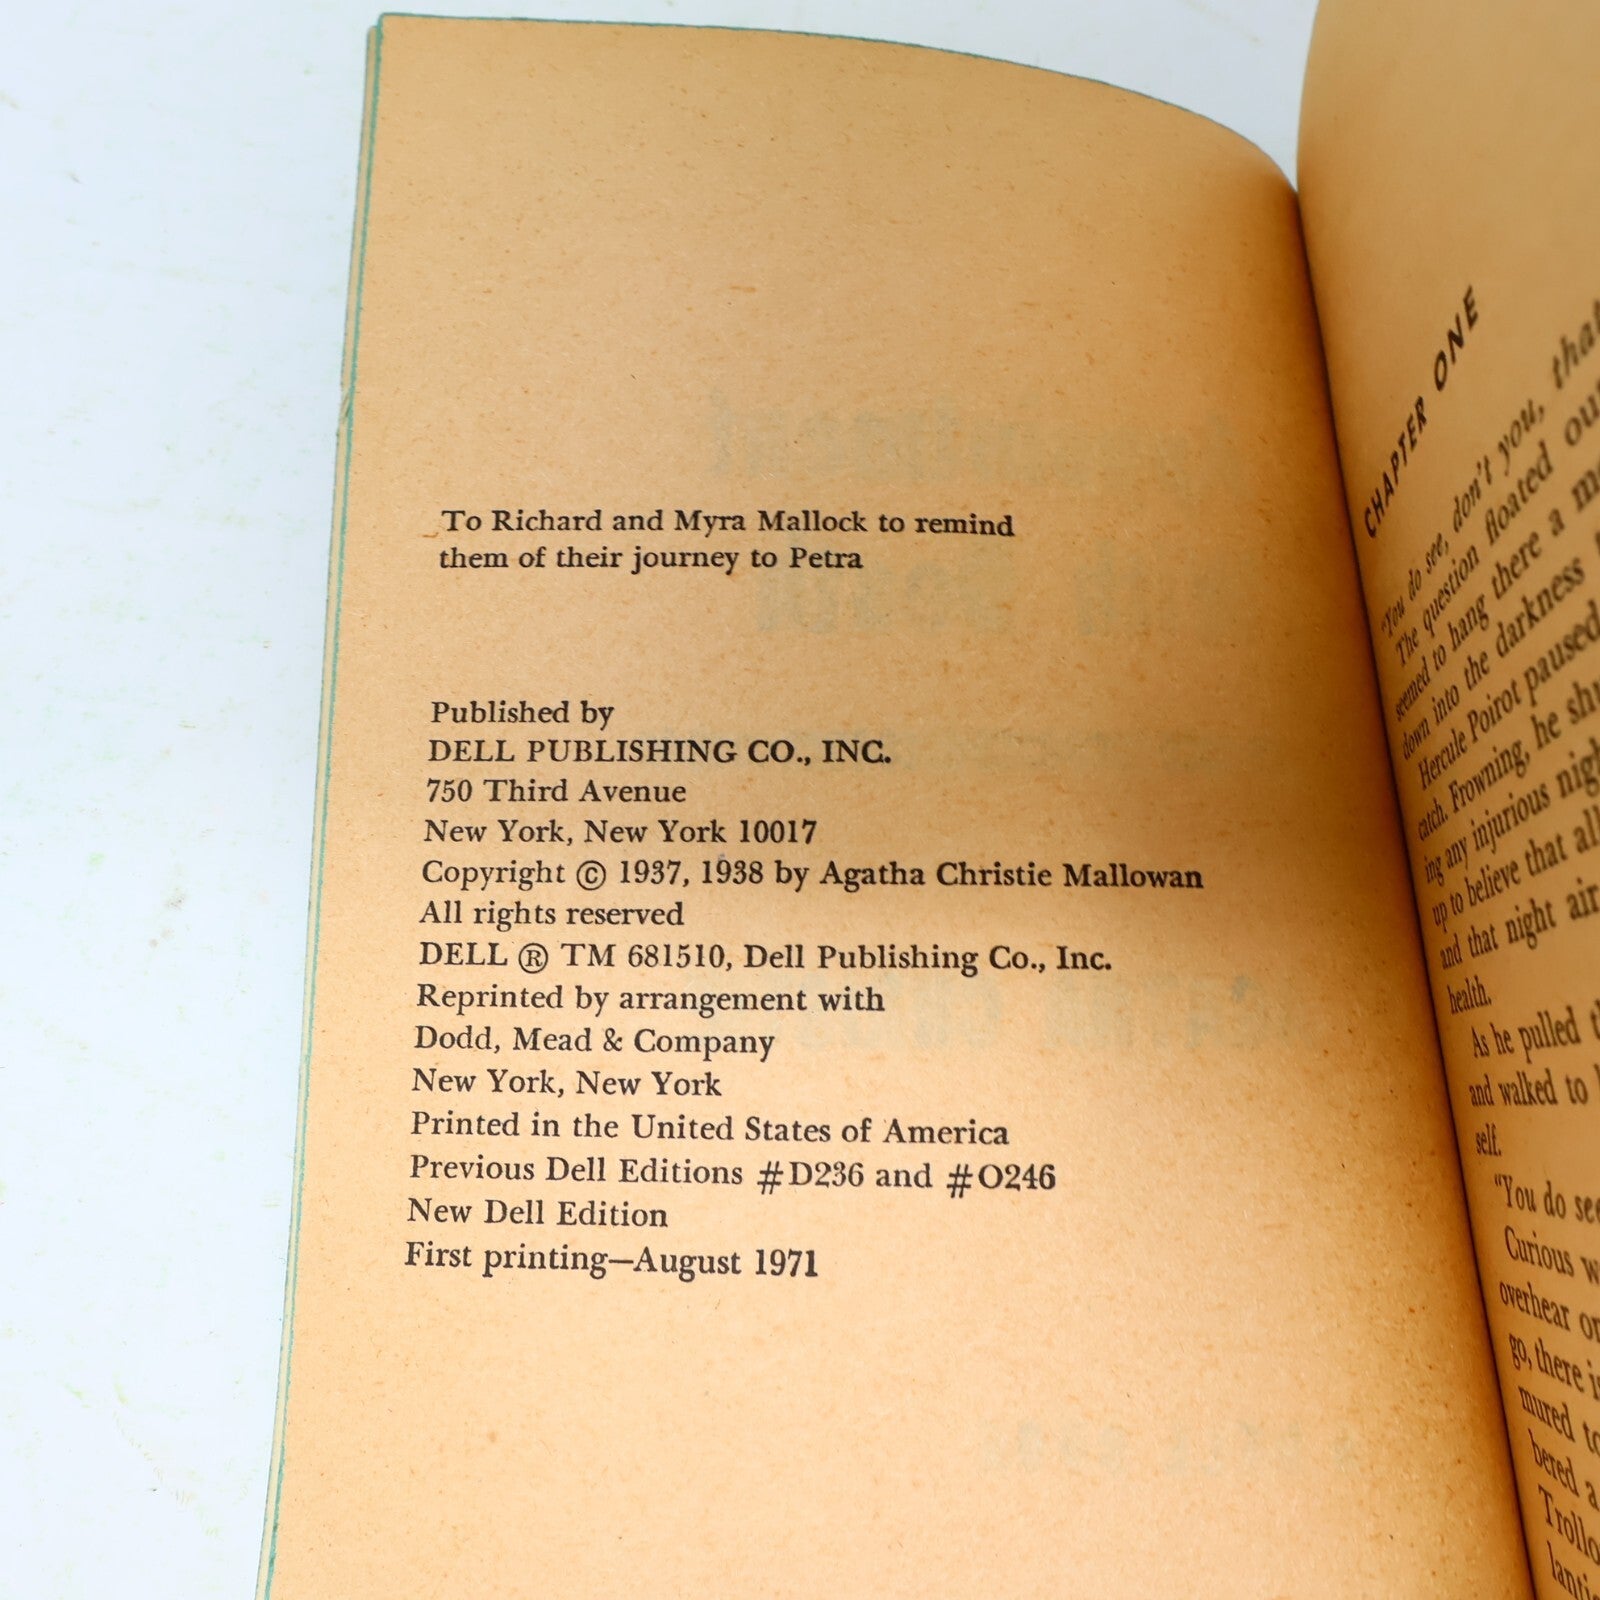 To Richard and Myra Mallock to remind
them of their journey to Petra
Published by
DELL PUBLISHING CO., INC.
750 Third Avenue
New York, New York 10017
Copyright © 1937, 1938 by Agatha Christie Mallowan
All rights reserved
DELL ® TM 681510, Dell Publishing Co., Inc.
Reprinted by arrangement with
Dodd, Mead & Company
New York, New York
Printed in the United States of America
Previous Dell Editions #D236 and #O246
New Dell Edition
First printing—August 1971
CHAPTER ONE
"You do see, don't you, that
The question floated
seemed to hang there a
down into the darkness
Hercule Poirot paused
catch. Frowning, he
ing any injurious
up to believe that
and that night air
health.
As he pulled
and walked to
self.
"You do
Curious
overhear
go, there
mured
bered a